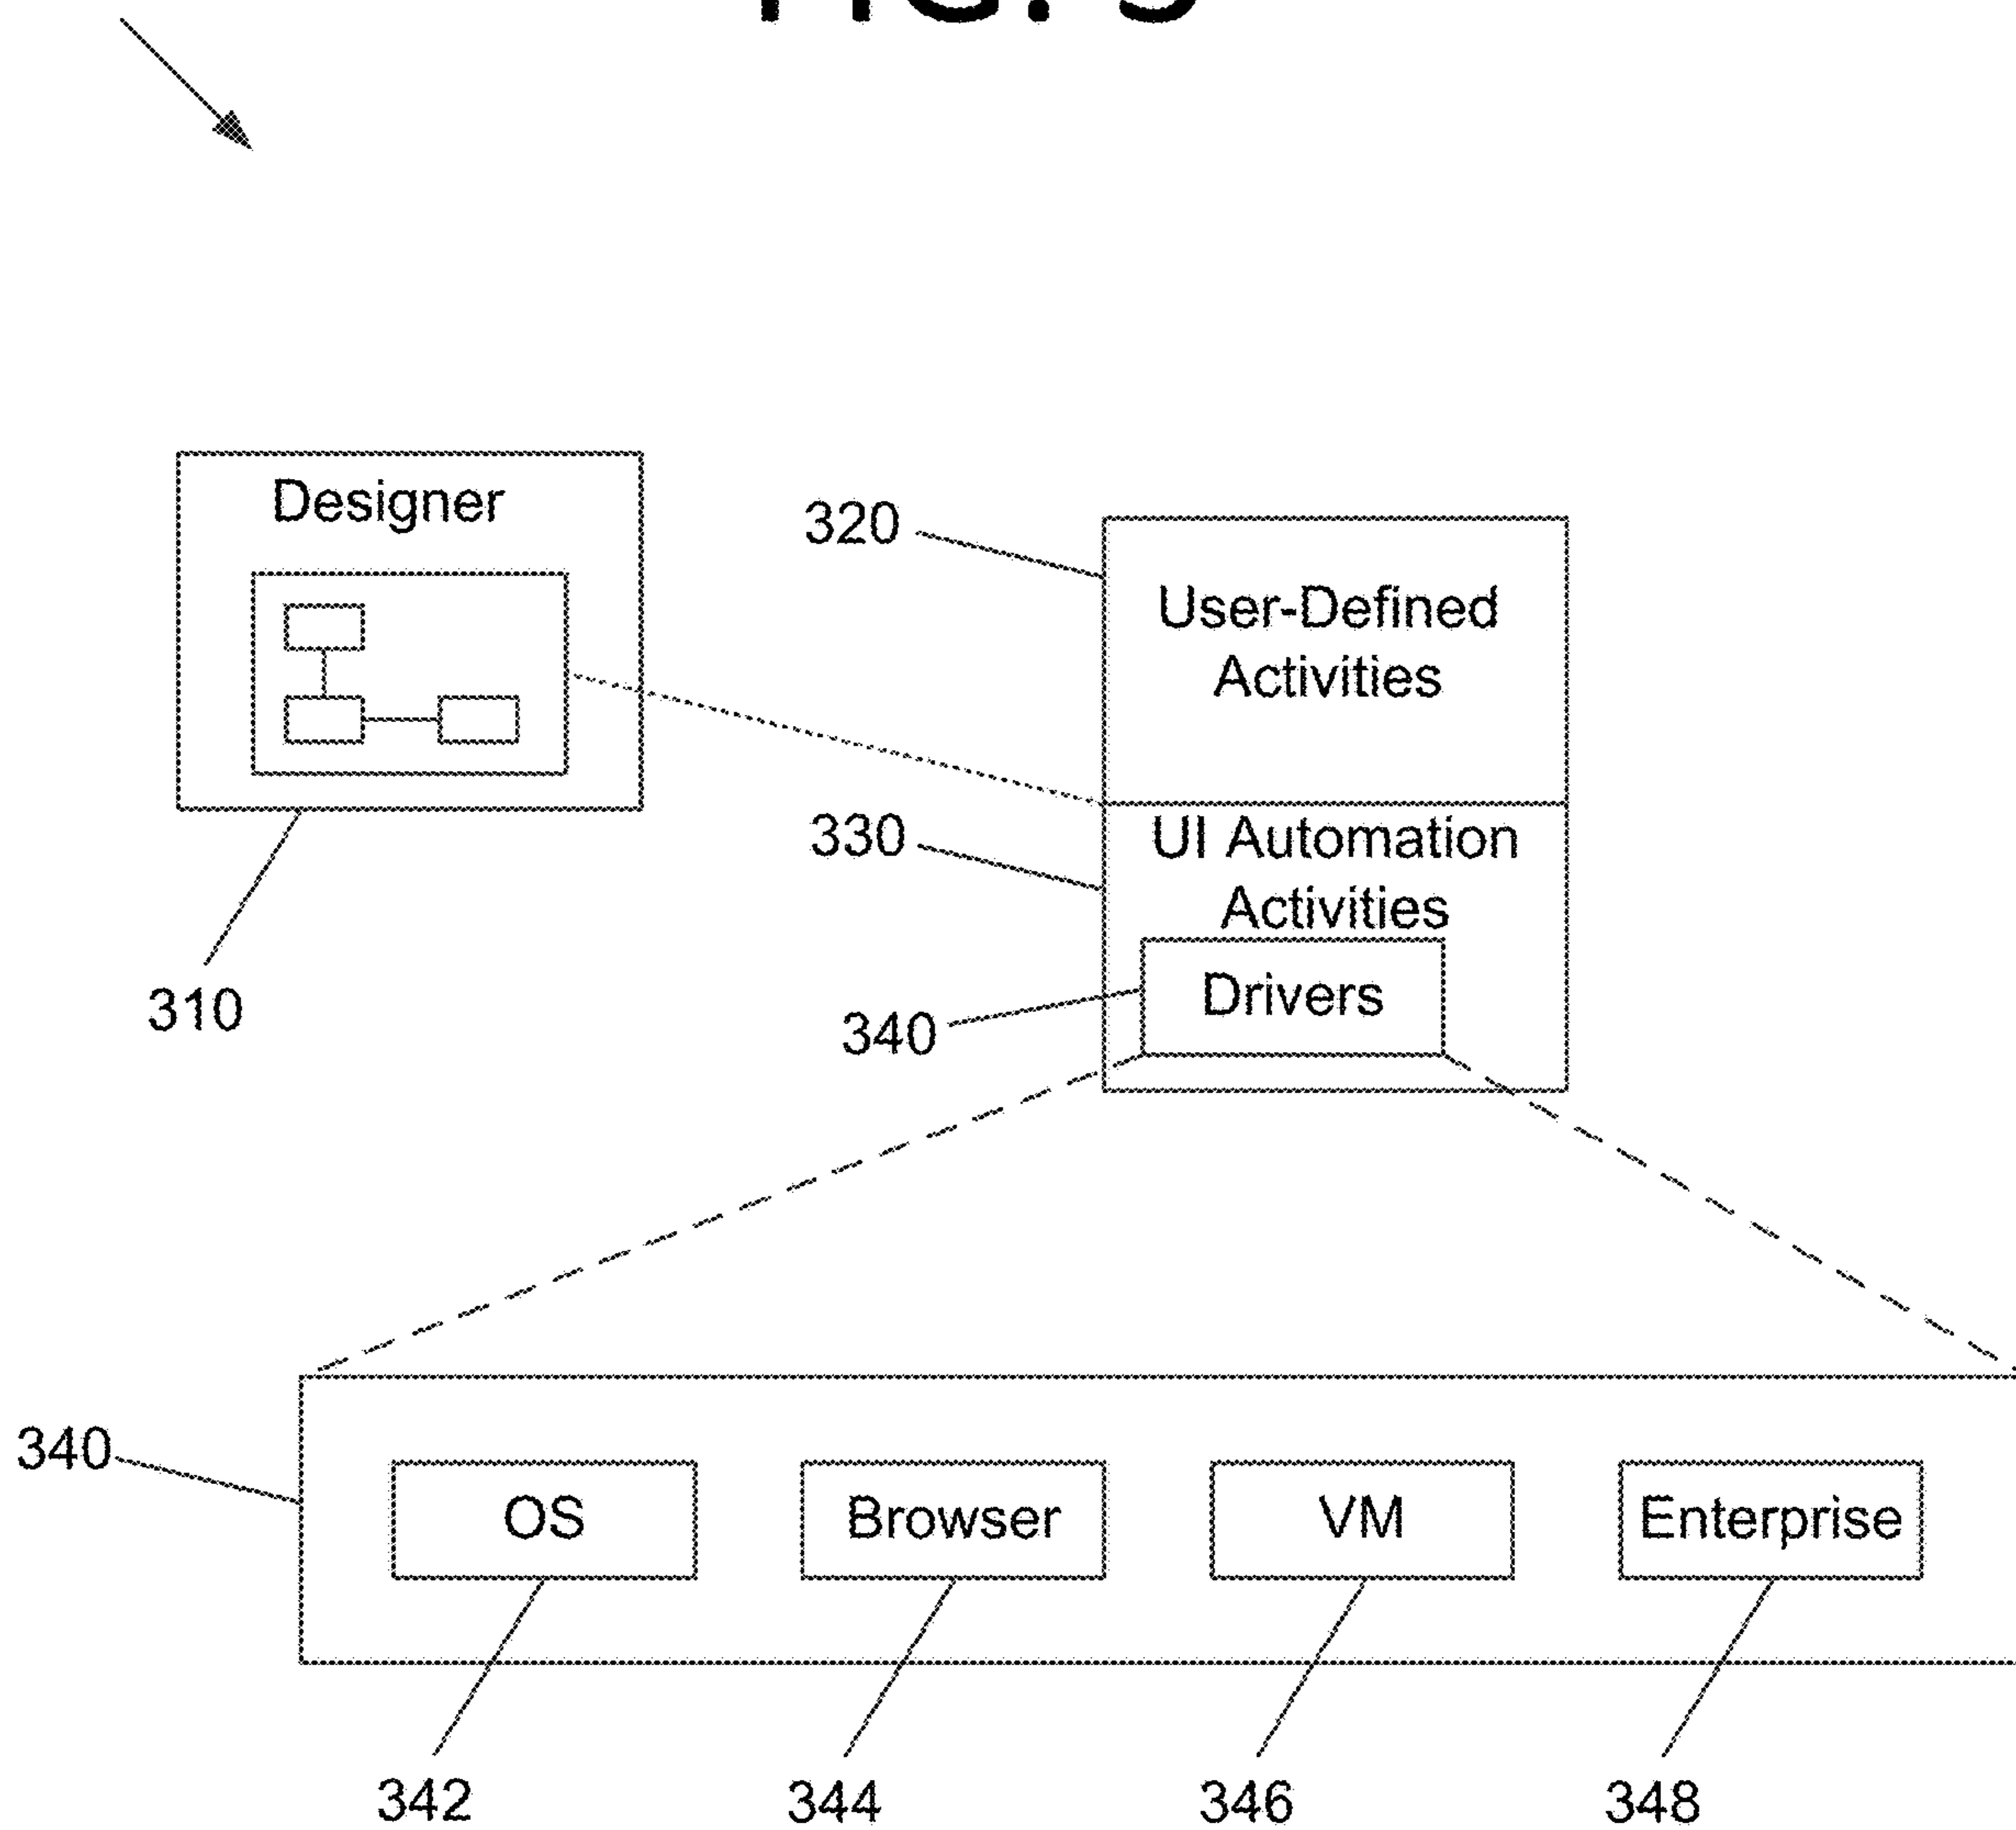 Designer
320
User-Defined
Activities
330
UI Automation
Activities
340
Drivers
310
340
OS
Browser
VM
Enterprise
342
344
346
348